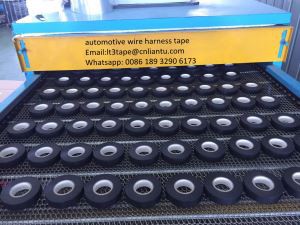 automotive wire harness tape
Email:lt3tape@cnliantu.com
Whatsapp: 0086 189 3290 6173